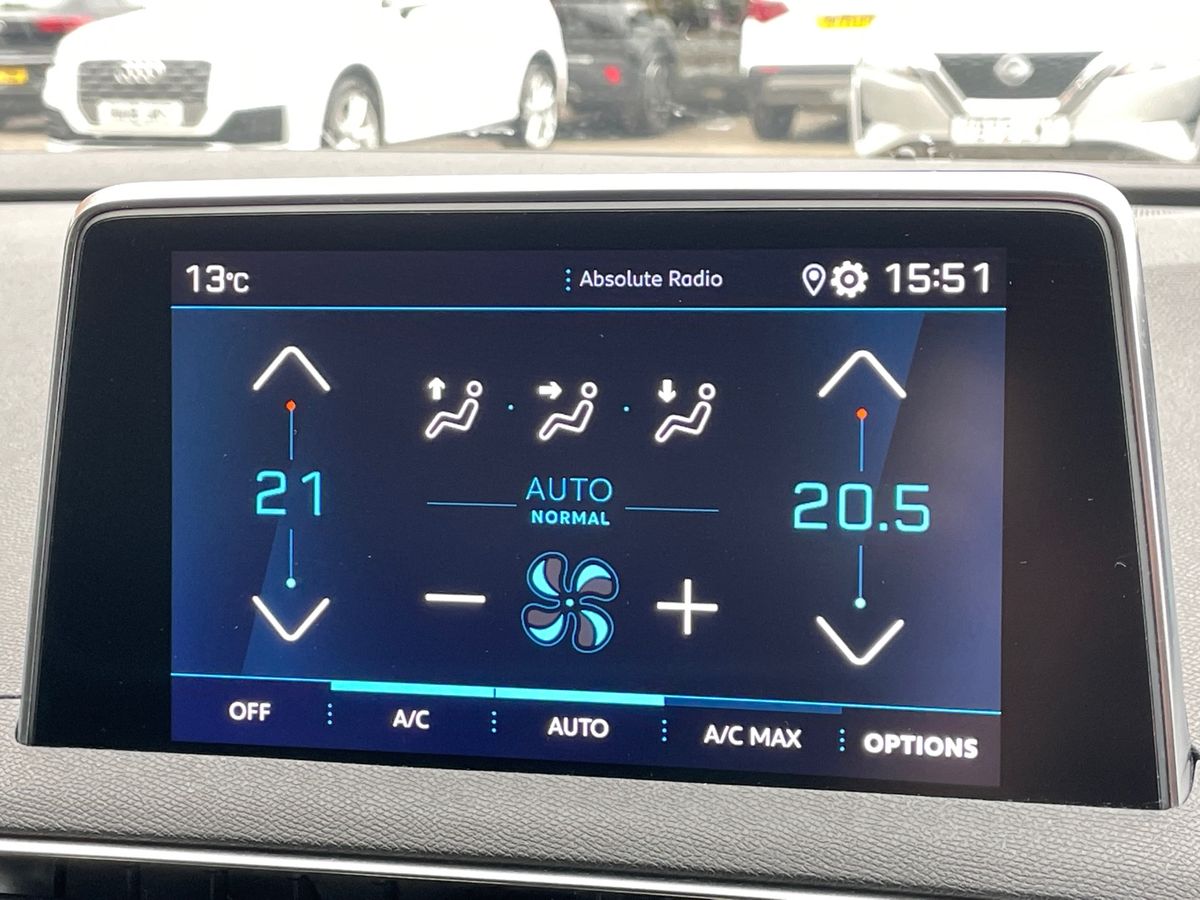 13°C
Absolute Radio
15:51
21
20.5
AUTO
NORMAL
OFF
A/C
AUTO
A/C MAX
OPTIONS